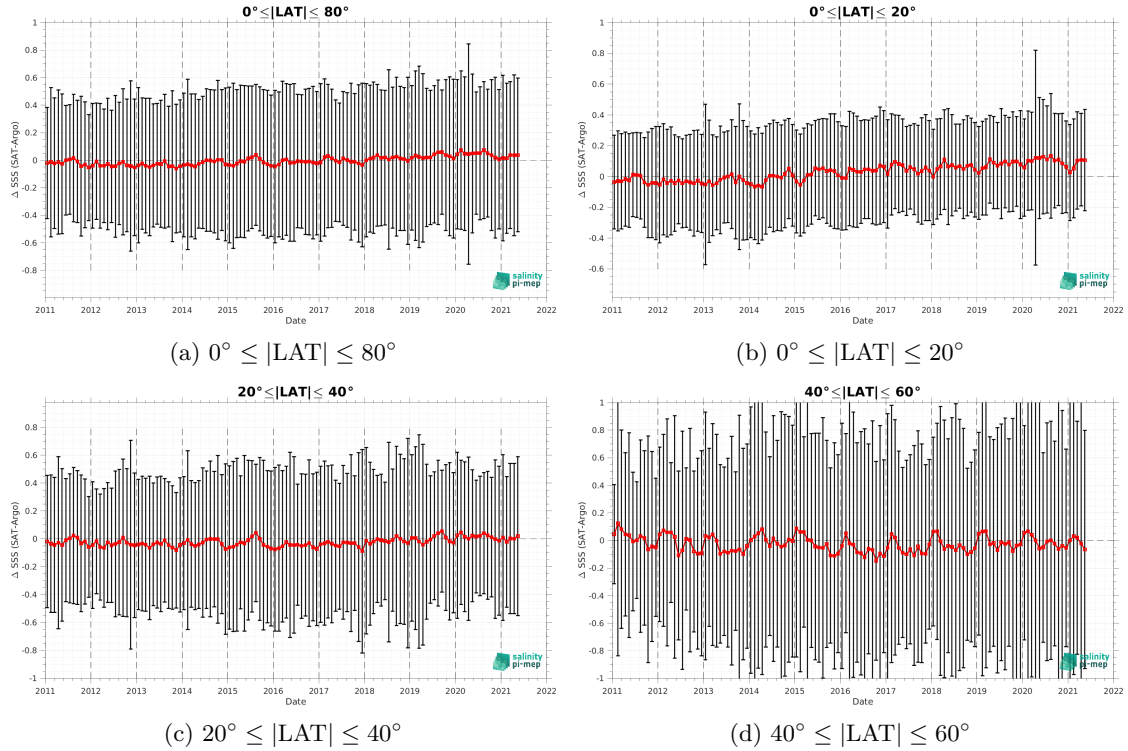 0°≤|LAT|≤ 80°
Δ SSS (SAT-Argo)
1
0.8
0.6
0.4
0.2
0
-0.2
-0.4
-0.6
-0.8
salinity
pi-mep
2011 2012 2013 2014 2015 2016 2017 2018 2019 2020 2021 2022
Date
(a) 0° ≤ |LAT| ≤ 80°
0°≤|LAT|≤ 20°
Δ SSS (SAT-Argo)
1
0.8
0.6
0.4
0.2
0
-0.2
-0.4
-0.6
salinity
pi-mep
2011 2012 2013 2014 2015 2016 2017 2018 2019 2020 2021 2022
Date
(b) 0° ≤ |LAT| ≤ 20°
20°≤|LAT|≤ 40°
Δ SSS (SAT-Argo)
0.8
0.6
0.4
0.2
0
-0.2
-0.4
-0.6
-0.8
-1
salinity
pi-mep
2011 2012 2013 2014 2015 2016 2017 2018 2019 2020 2021 2022
Date
(c) 20° ≤ |LAT| ≤ 40°
40°≤|LAT|≤ 60°
Δ SSS (SAT-Argo)
1
0.8
0.6
0.4
0.2
0
-0.2
-0.4
-0.6
-0.8
-1
salinity
pi-mep
2011 2012 2013 2014 2015 2016 2017 2018 2019 2020 2021 2022
Date
(d) 40° ≤ |LAT| ≤ 60°